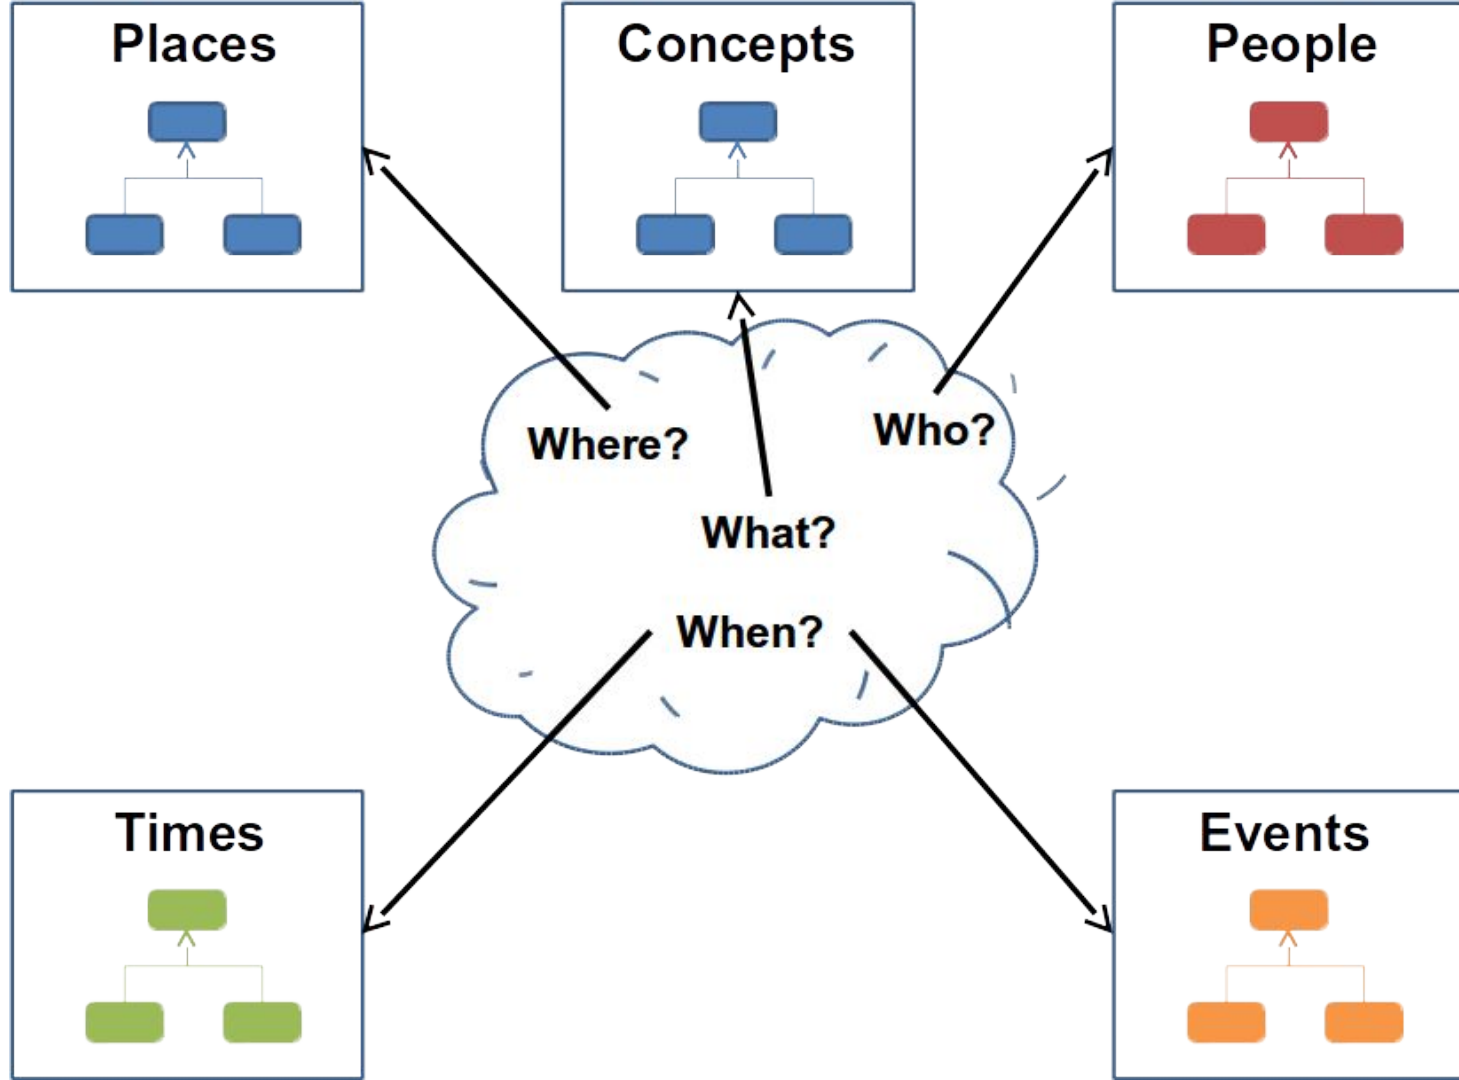 Places
Concepts
People
Where?
Who?
What?
When?
Times
Events